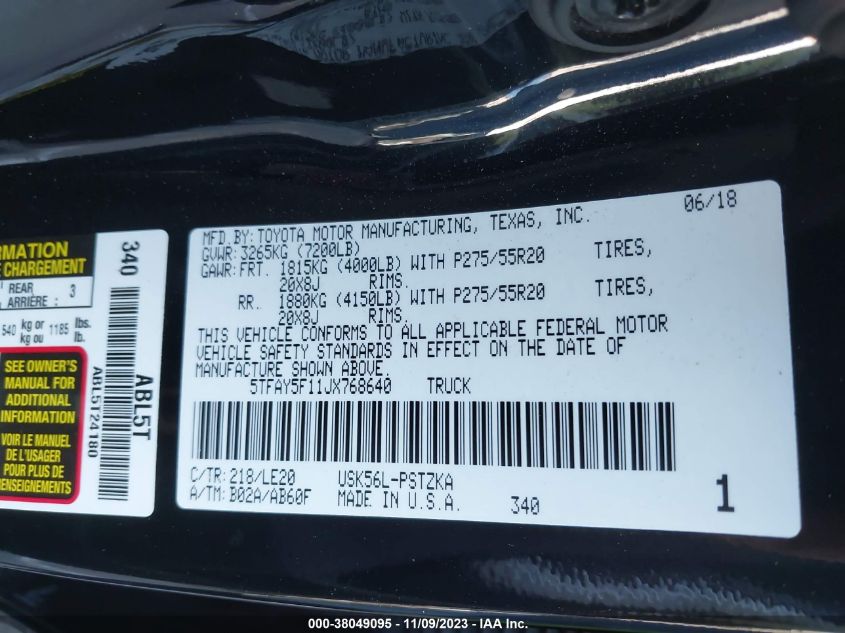 RMATION
CHARGEMENT
REAR
ARRIÈRE : 3
540 kg or 1185 lbs.
kg ou lb.
SEE OWNER'S
MANUAL FOR
ADDITIONAL
INFORMATION
VOIR LE MANUEL
DE L'USAGER
POUR PLUS DE
RENSEIGNEMENTS
340
ABL5T
ABL5T24180
06/18
MFD.BY:TOYOTA MOTOR MANUFACTURING, TEXAS, INC.
GVWR:3265KG (7200LB)
GAWR:FRT. 1815KG (4000LB) WITH P275/55R20 TIRES,
20X8J RIMS.
RR. 1880KG (4150LB) WITH P275/55R20 TIRES,
20X8J RIMS.
THIS VEHICLE CONFORMS TO ALL APPLICABLE FEDERAL MOTOR
VEHICLE SAFETY STANDARDS IN EFFECT ON THE DATE OF
MANUFACTURE SHOWN ABOVE.
5TFAY5F11JX768640 TRUCK
C/TR:218/LE20 USK56L-PSTZKA
A/TM:B02A/AB60F MADE IN U.S.A. 340 1
000-38049095 - 11/09/2023 - IAA Inc.